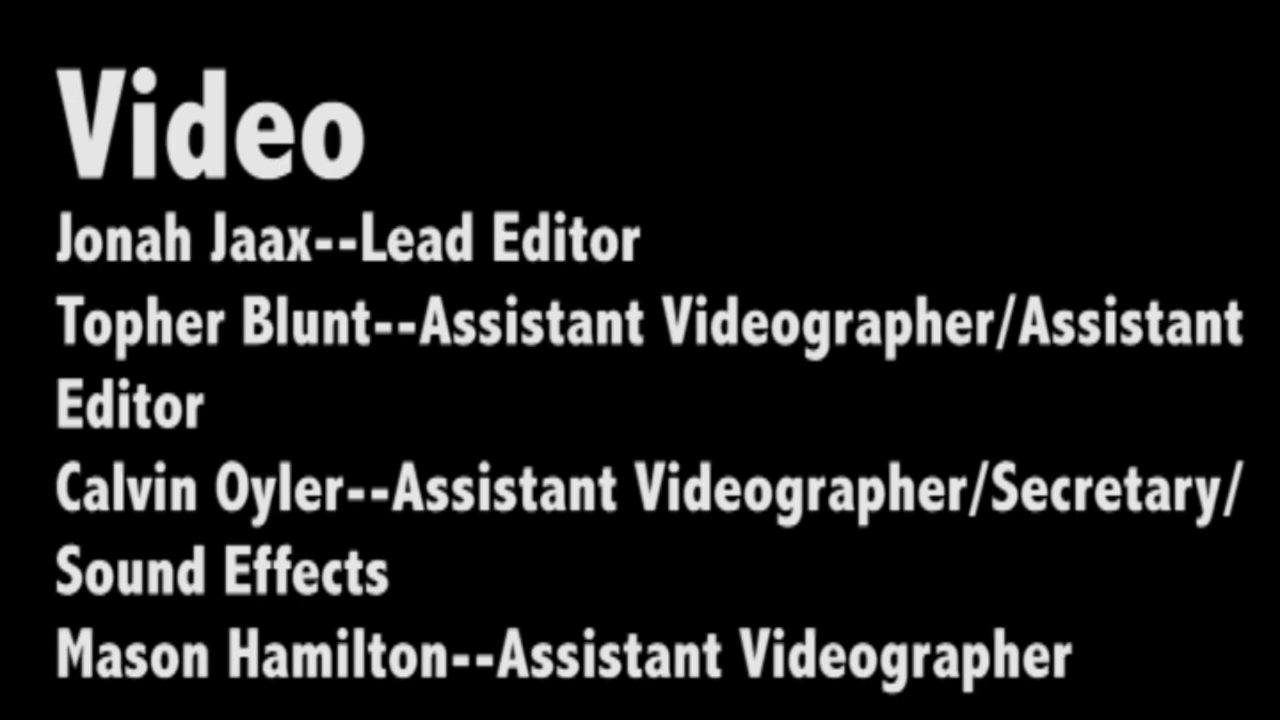 Video
Jonah Jaax--Lead Editor
Topher Blunt--Assistant Videographer/Assistant
Editor
Calvin Oyler--Assistant Videographer/Secretary/
Sound Effects
Mason Hamilton--Assistant Videographer